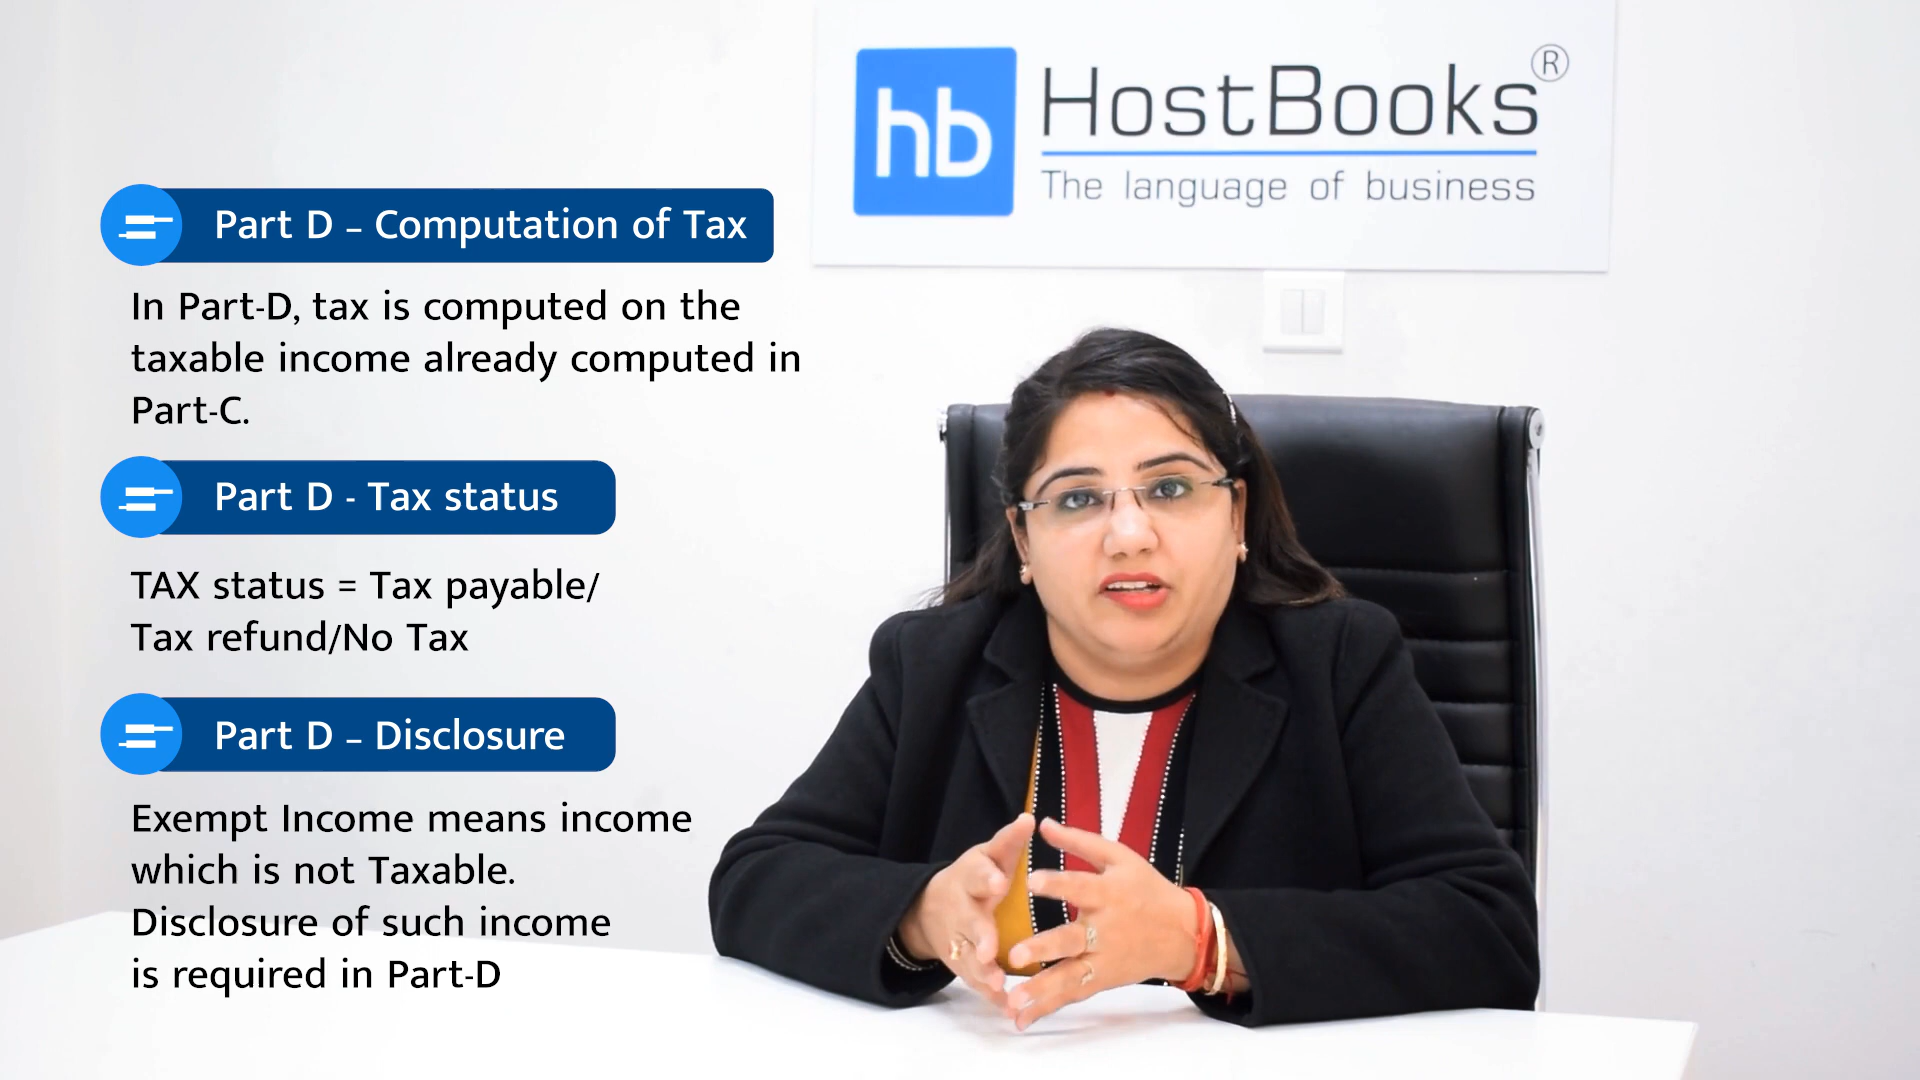 hb
HostBooks®
The language of business
Part D – Computation of Tax
In Part-D, tax is computed on the
taxable income already computed in
Part-C.
Part D - Tax status
TAX status = Tax payable/
Tax refund/No Tax
Part D – Disclosure
Exempt Income means income
which is not Taxable.
Disclosure of such income
is required in Part-D